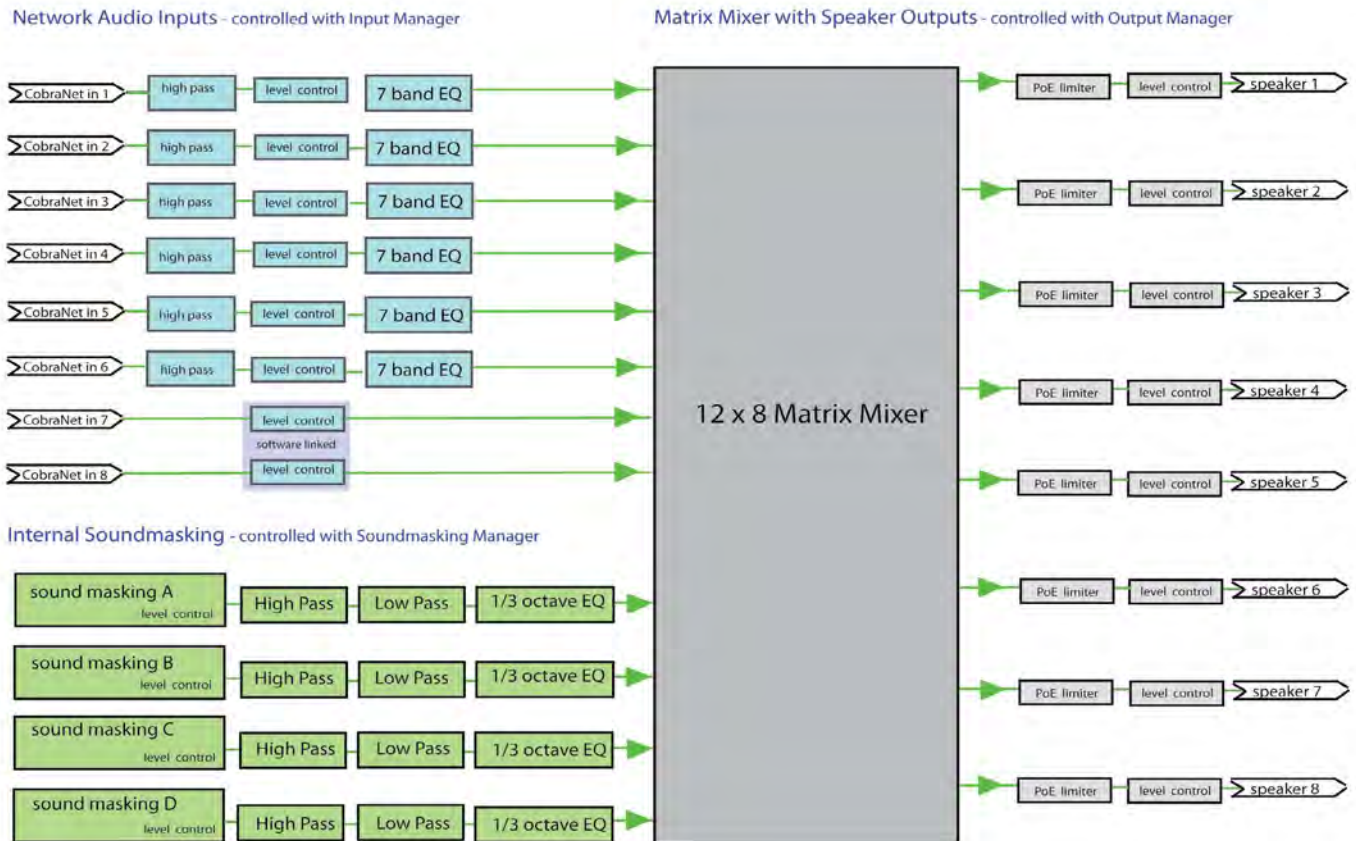 Network Audio Inputs - controlled with Input Manager
Matrix Mixer with Speaker Outputs - controlled with Output Manager
CobraNet in 1 high pass level control 7 band EQ
CobraNet in 2 high pass level control 7 band EQ
CobraNet in 3 high pass level control 7 band EQ
CobraNet in 4 high pass level control 7 band EQ
CobraNet in 5 high pass level control 7 band EQ
CobraNet in 6 high pass level control 7 band EQ
CobraNet in 7 level control
software linked
CobraNet in 8 level control
Internal Soundmasking - controlled with Soundmasking Manager
sound masking A
level control
High Pass Low Pass 1/3 octave EQ
sound masking B
level control
High Pass Low Pass 1/3 octave EQ
sound masking C
level control
High Pass Low Pass 1/3 octave EQ
sound masking D
level control
High Pass Low Pass 1/3 octave EQ
12 x 8 Matrix Mixer
PoE limiter level control speaker 1
PoE limiter level control speaker 2
PoE limiter level control speaker 3
PoE limiter level control speaker 4
PoE limiter level control speaker 5
PoE limiter level control speaker 6
PoE limiter level control speaker 7
PoE limiter level control speaker 8